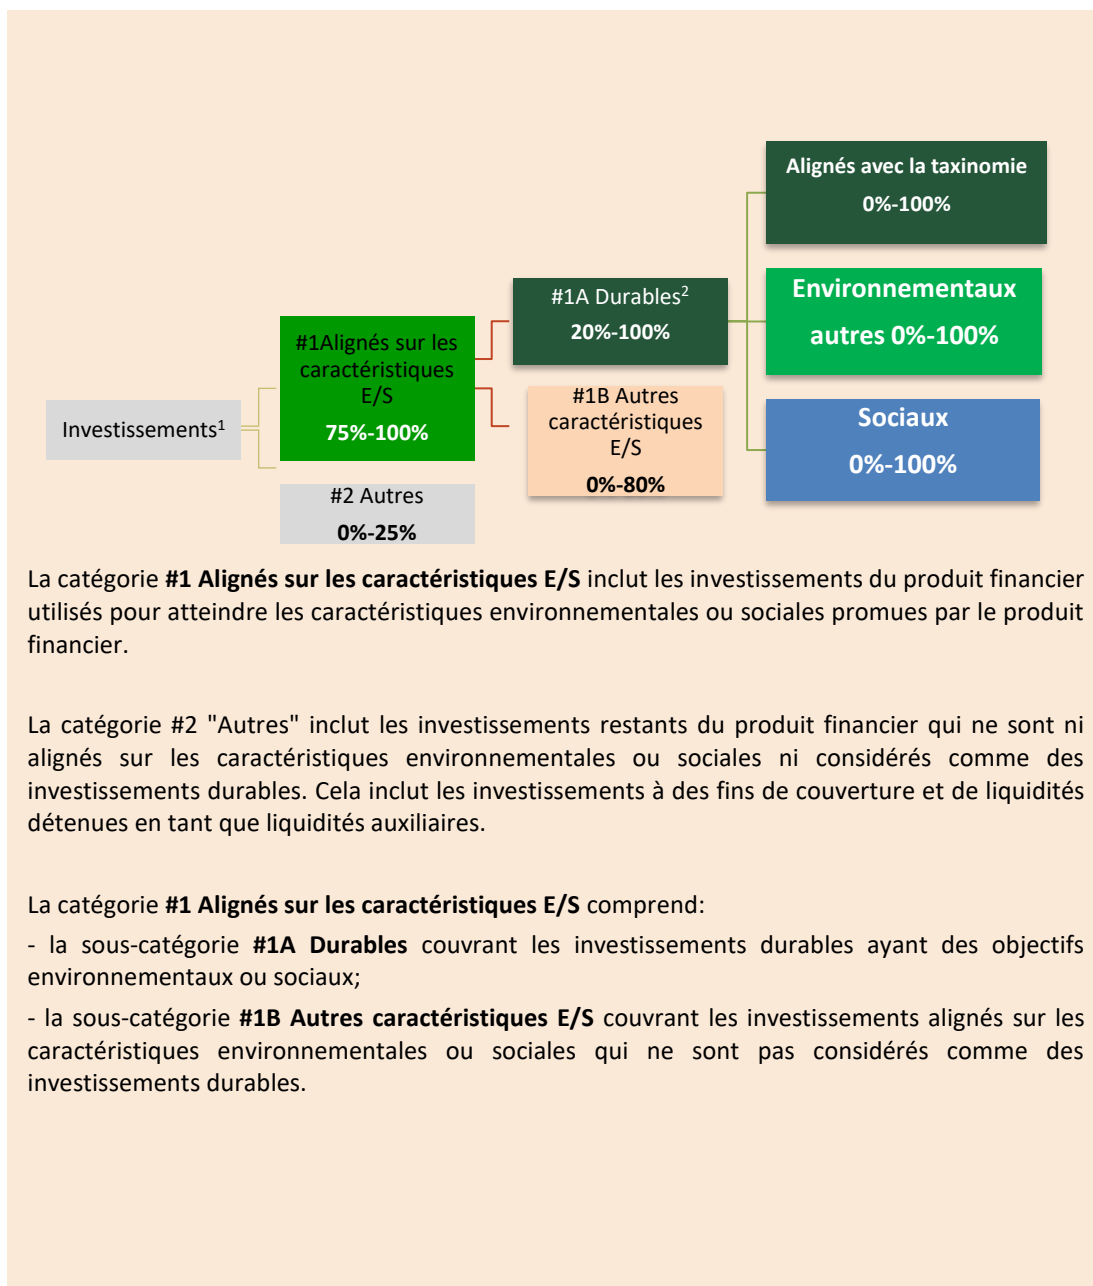 Alignés avec la taxinomie
0%-100%
#1A Durables²
20%-100%
Environnementaux
autres 0%-100%
#1Alignés sur les
caractéristiques
E/S
75%-100%
Investissements¹
#1B Autres
caractéristiques
E/S
0%-80%
Sociaux
0%-100%
#2 Autres
0%-25%
La catégorie #1 Alignés sur les caractéristiques E/S inclut les investissements du produit financier
utilisés pour atteindre les caractéristiques environnementales ou sociales promues par le produit
financier.
La catégorie #2 "Autres" inclut les investissements restants du produit financier qui ne sont ni
alignés sur les caractéristiques environnementales ou sociales ni considérés comme des
investissements durables. Cela inclut les investissements à des fins de couverture et de liquidités
détenues en tant que liquidités auxiliaires.
La catégorie #1 Alignés sur les caractéristiques E/S comprend:
- la sous-catégorie #1A Durables couvrant les investissements durables ayant des objectifs
environnementaux ou sociaux;
- la sous-catégorie #1B Autres caractéristiques E/S couvrant les investissements alignés sur les
caractéristiques environnementales ou sociales qui ne sont pas considérés comme des
investissements durables.